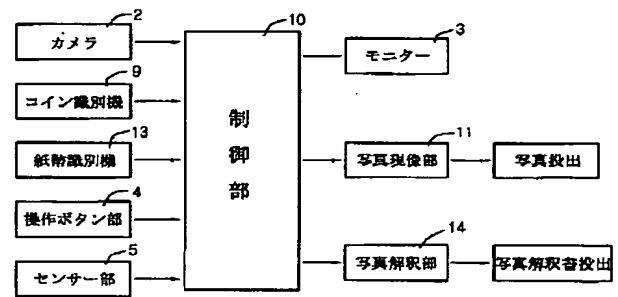 2
カメラ
9
コイン識別機
13
紙幣識別機
4
操作ボタン部
5
センサー部
10
制御部
3
モニター
11
写真現像部
写真投出
14
写真解釈部
写真解釈書投出